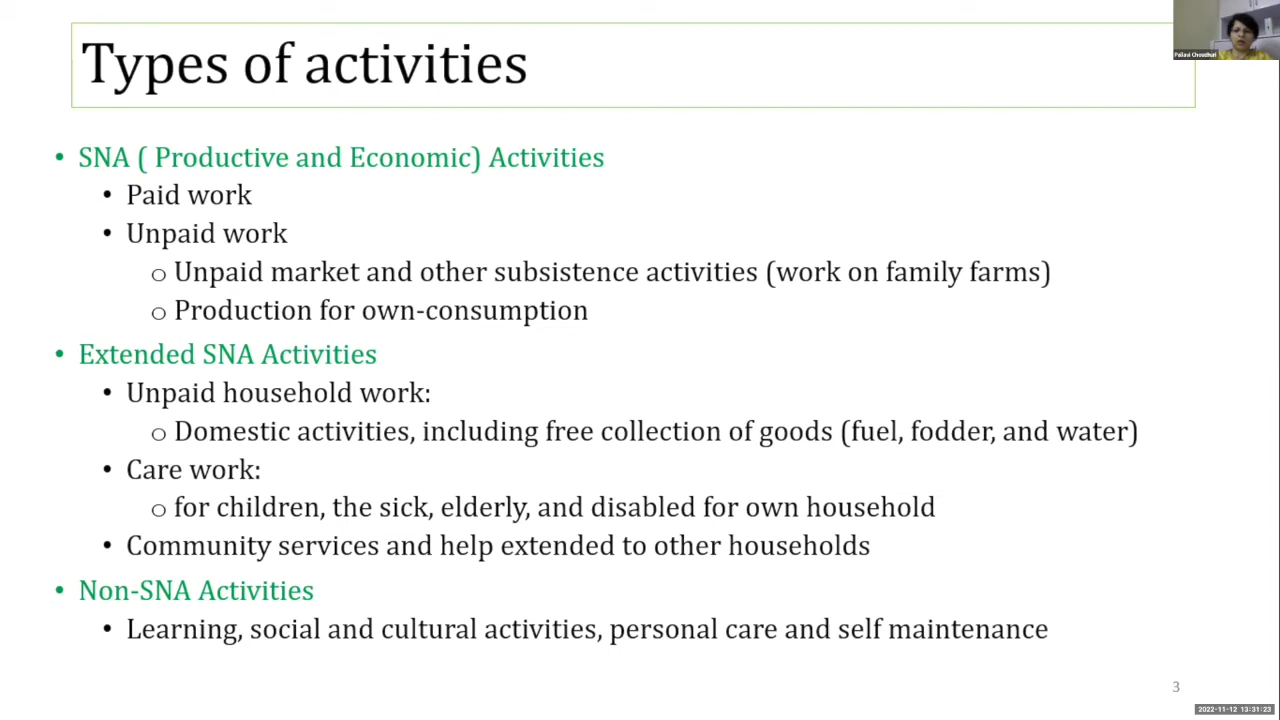 Types of activities
Pallavi Choudhuri
• SNA ( Productive and Economic) Activities
• Paid work
• Unpaid work
o Unpaid market and other subsistence activities (work on family farms)
o Production for own-consumption
• Extended SNA Activities
• Unpaid household work:
o Domestic activities, including free collection of goods (fuel, fodder, and water)
• Care work:
o for children, the sick, elderly, and disabled for own household
• Community services and help extended to other households
• Non-SNA Activities
• Learning, social and cultural activities, personal care and self maintenance
3
2022-11-12 13:31:23